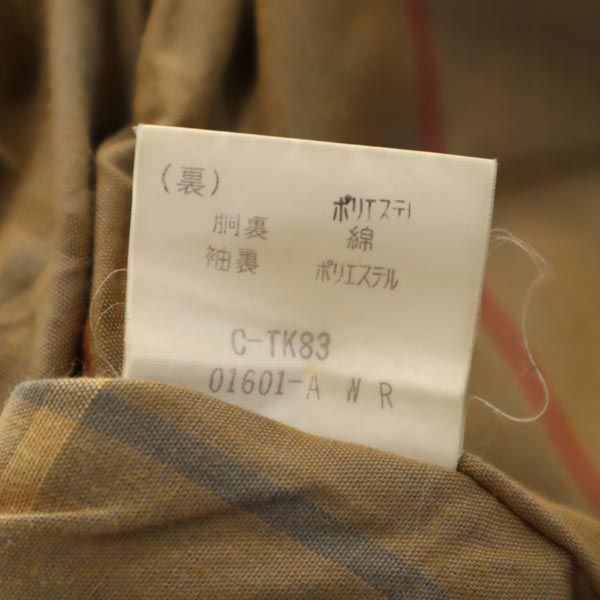 (裏)
胴裏 ポリエステル
綿
袖裏 ポリエステル
C-TK83
01601-A W R